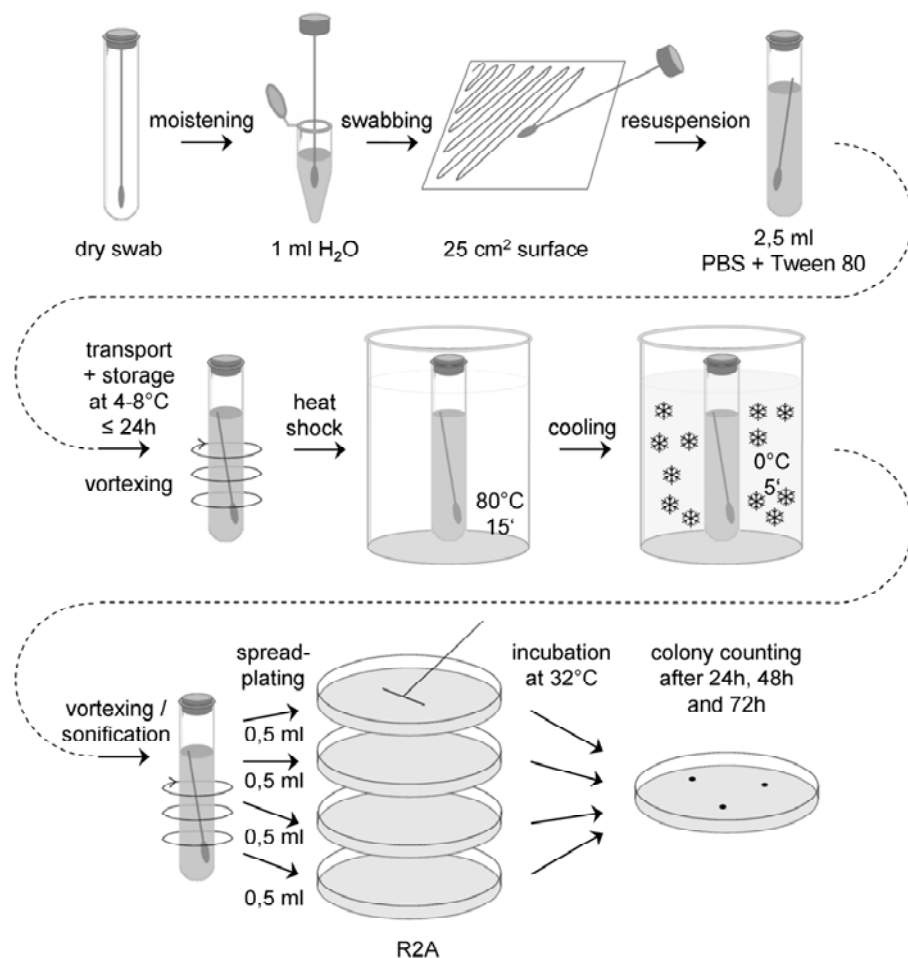 moistening
swabbing
resuspension
dry swab
1 ml H₂O
25 cm² surface
2,5 ml
PBS + Tween 80
transport
+ storage
at 4-8°C
≤ 24h
vortexing
heat
shock
80°C
15‘
cooling
0°C
5‘
vortexing /
sonification
spread-
plating
0,5 ml
0,5 ml
0,5 ml
0,5 ml
R2A
incubation
at 32°C
colony counting
after 24h, 48h
and 72h